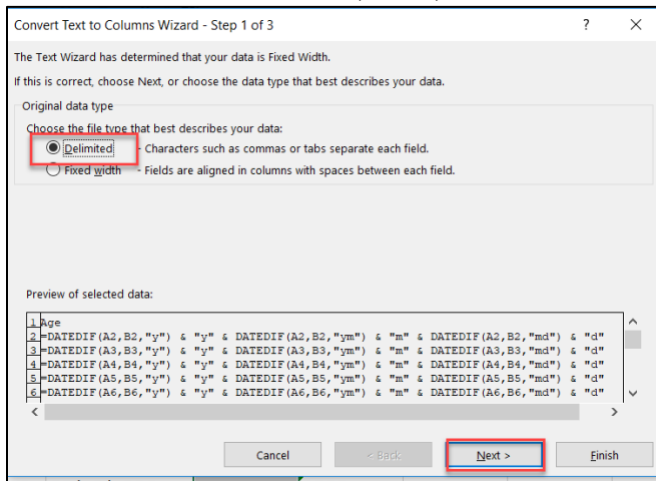 Convert Text to Columns Wizard - Step 1 of 3 ? ×
The Text Wizard has determined that your data is Fixed Width.
If this is correct, choose Next, or choose the data type that best describes your data.
Original data type
Choose the file type that best describes your data:
Delimited - Characters such as commas or tabs separate each field.
Fixed width - Fields are aligned in columns with spaces between each field.
Preview of selected data:
1 Age
2 =DATEDIF(A2,B2,"y") & "y" & DATEDIF(A2,B2,"ym") & "m" & DATEDIF(A2,B2,"md") & "d"
3 =DATEDIF(A3,B3,"y") & "y" & DATEDIF(A3,B3,"ym") & "m" & DATEDIF(A3,B3,"md") & "d"
4 =DATEDIF(A4,B4,"y") & "y" & DATEDIF(A4,B4,"ym") & "m" & DATEDIF(A4,B4,"md") & "d"
5 =DATEDIF(A5,B5,"y") & "y" & DATEDIF(A5,B5,"ym") & "m" & DATEDIF(A5,B5,"md") & "d"
6 =DATEDIF(A6,B6,"y") & "y" & DATEDIF(A6,B6,"ym") & "m" & DATEDIF(A6,B6,"md") & "d"
Cancel < Back Next > Finish